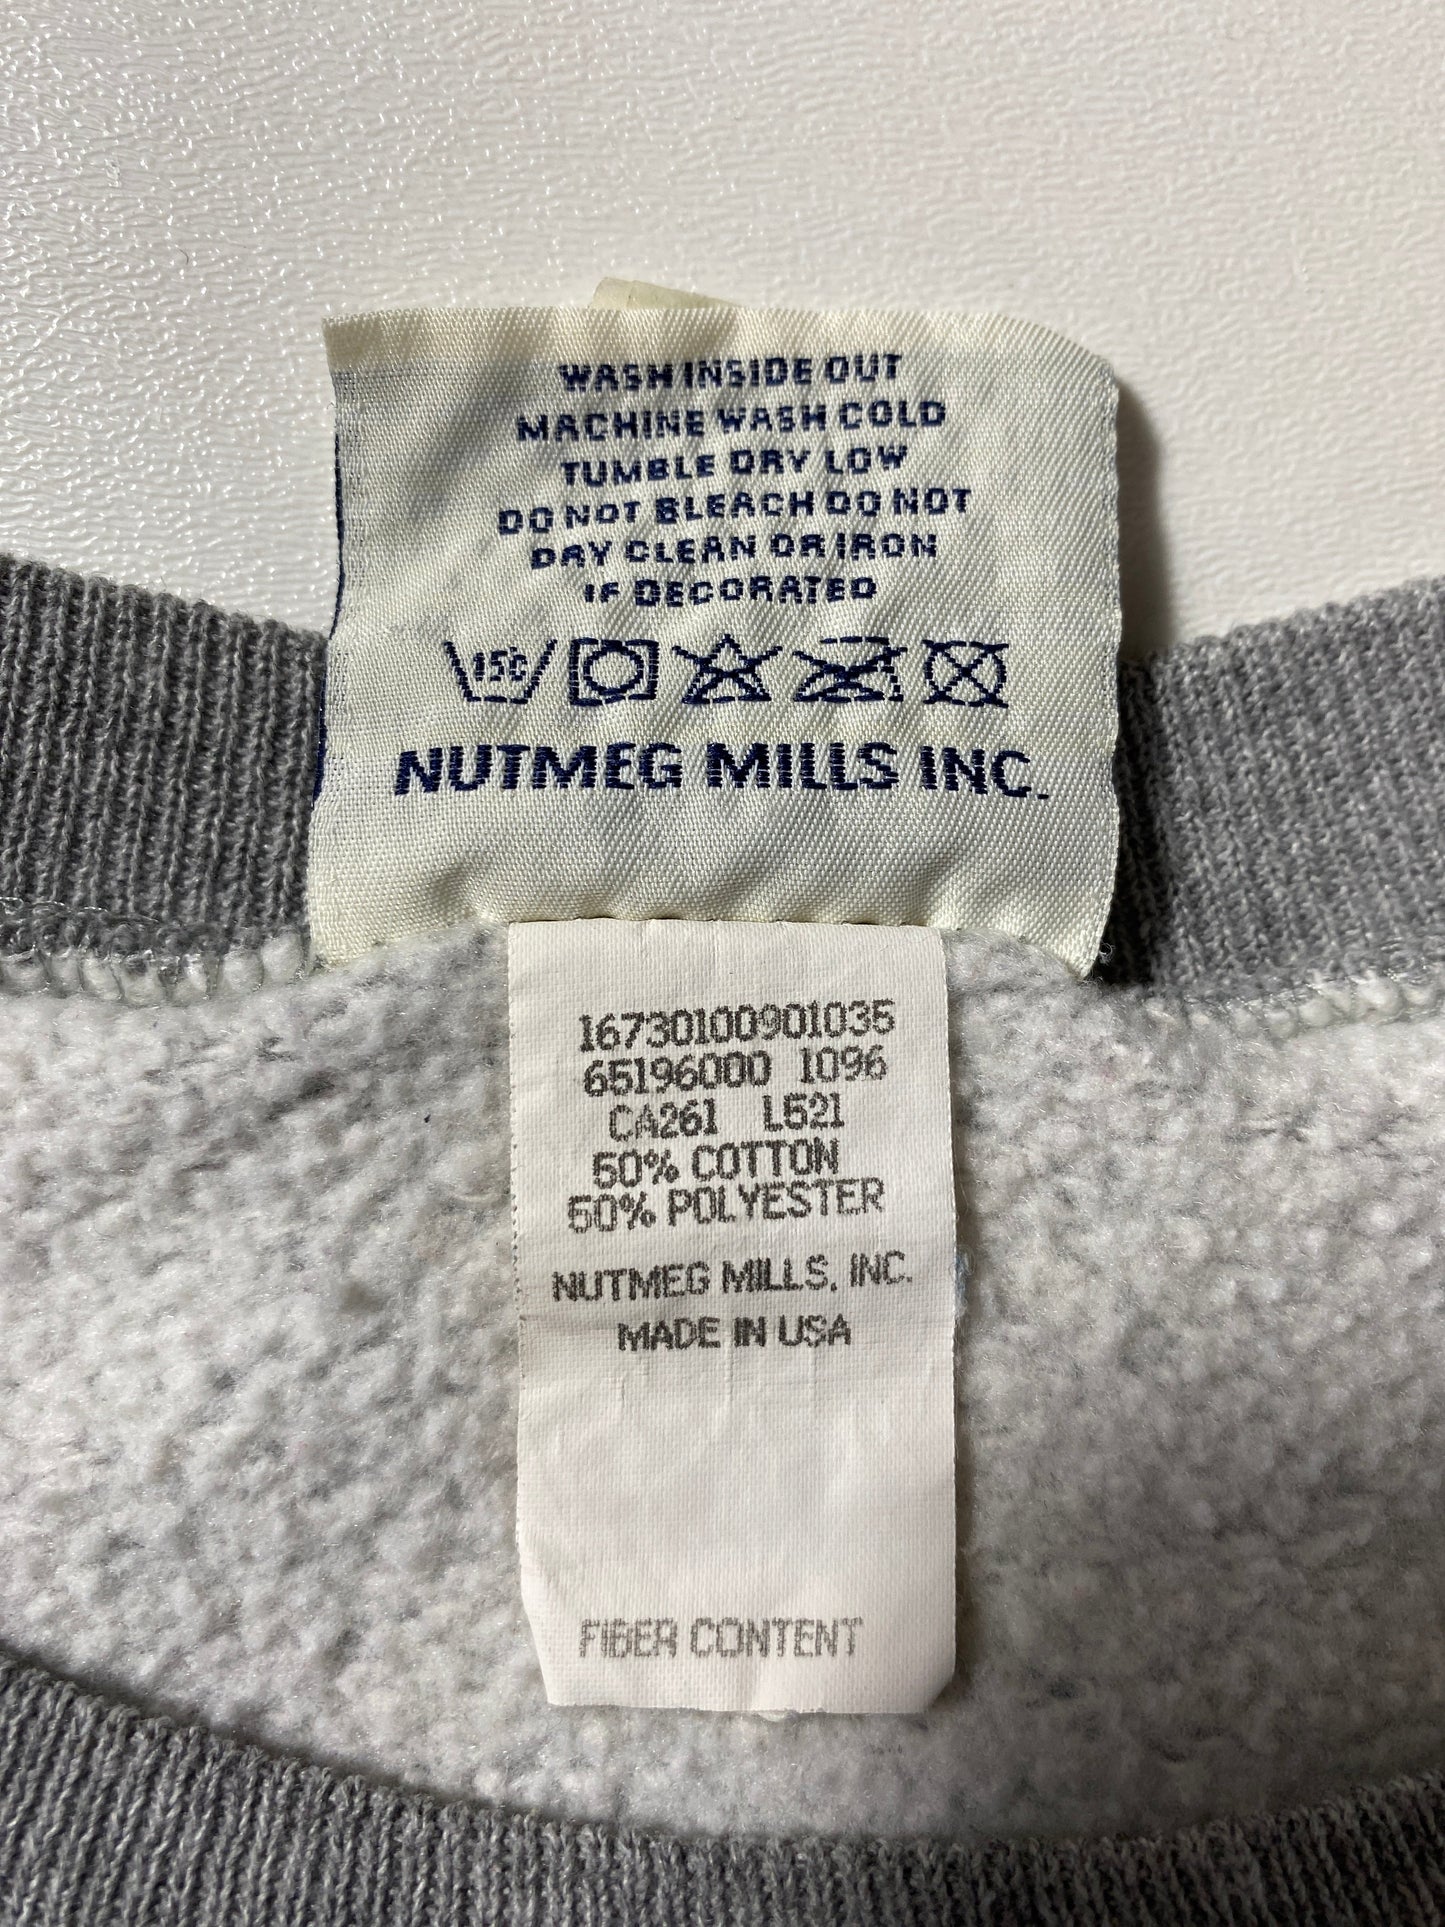 WASH INSIDE OUT
MACHINE WASH COLD
TUMBLE DRY LOW
DO NOT BLEACH DO NOT
DRY CLEAN OR IRON
IF DECORATED
15C
NUTMEG MILLS INC.
16730100901035
65196000 1096
CA261 L521
50% COTTON
50% POLYESTER
NUTMEG MILLS, INC.
MADE IN USA
FIBER CONTENT